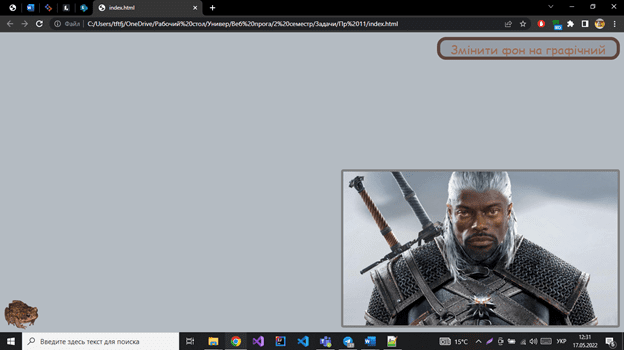 index.html
Файл
C:/Users/tftfj/OneDrive/Рабочий%20стол/Универ/Веб%20прога/2%20семестр/Задачи/Пр%2011/index.html
Змінити фон на графічний
Введите здесь текст для поиска
15°C
УКР
12:31
17.05.2022